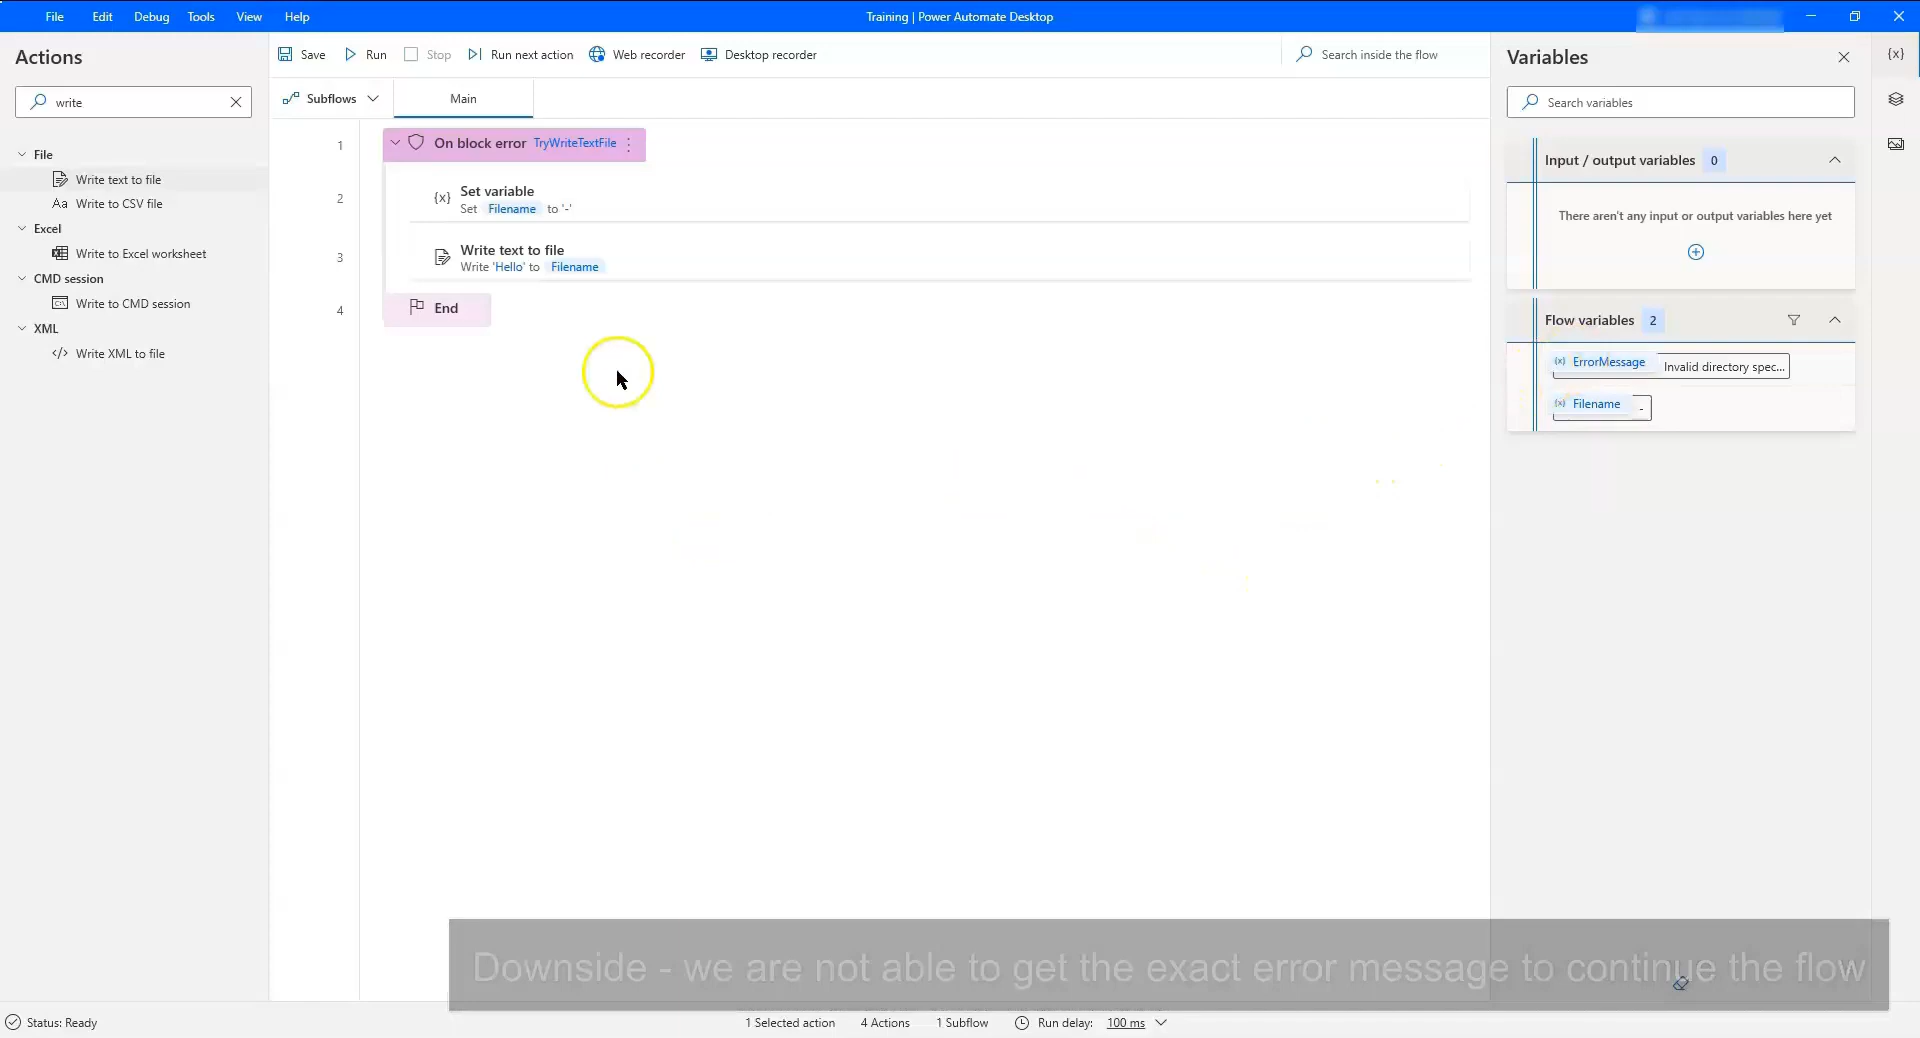 File Edit Debug Tools View Help
Training | Power Automate Desktop
Actions
write
File
Write text to file
Aa Write to CSV file
Excel
Write to Excel worksheet
CMD session
Write to CMD session
XML
</> Write XML to file
Save Run Stop Run next action Web recorder Desktop recorder
Search inside the flow
Subflows Main
1 On block error TryWriteTextFile
2 {x} Set variable
Set Filename to '-'
3 Write text to file
Write 'Hello' to Filename
4 End
Variables
{x}
Search variables
Input / output variables 0
There aren't any input or output variables here yet
Flow variables 2
(x) ErrorMessage Invalid directory spec...
(x) Filename -
Downside - we are not able to get the exact error message to continue the flow
Status: Ready 1 Selected action 4 Actions 1 Subflow Run delay: 100 ms